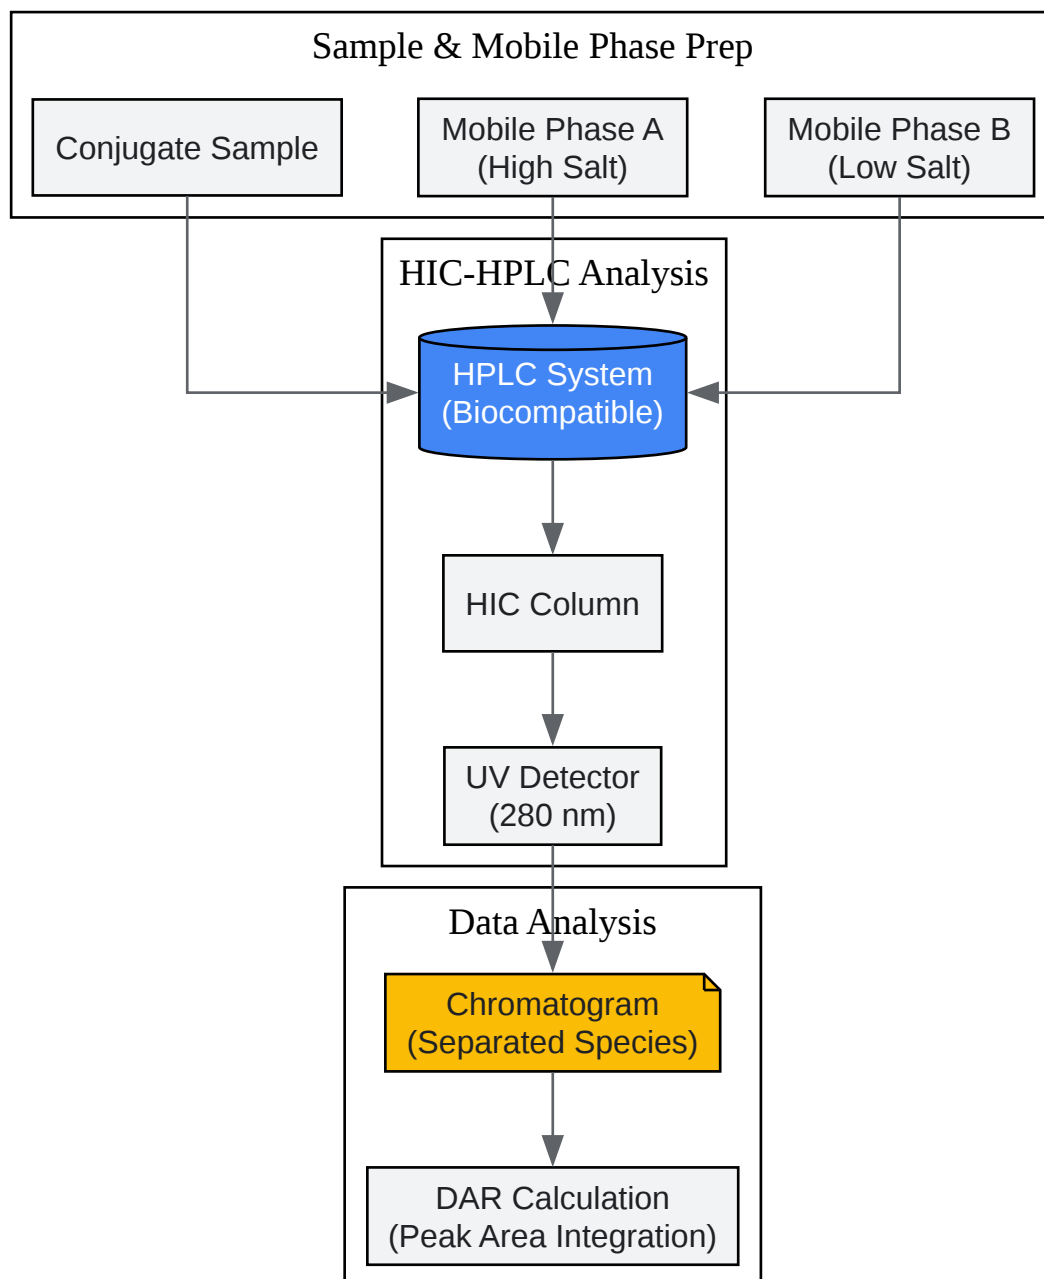 Sample & Mobile Phase Prep
Conjugate Sample
Mobile Phase A
(High Salt)
Mobile Phase B
(Low Salt)
HIC-HPLC Analysis
HPLC System
(Biocompatible)
HIC Column
UV Detector
(280 nm)
Data Analysis
Chromatogram
(Separated Species)
DAR Calculation
(Peak Area Integration)